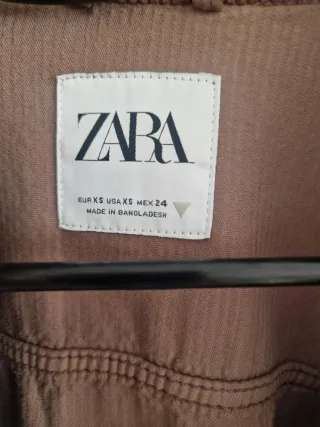 ZARA
EUR XS USA XS MEX 24
MADE IN BANGLADESH